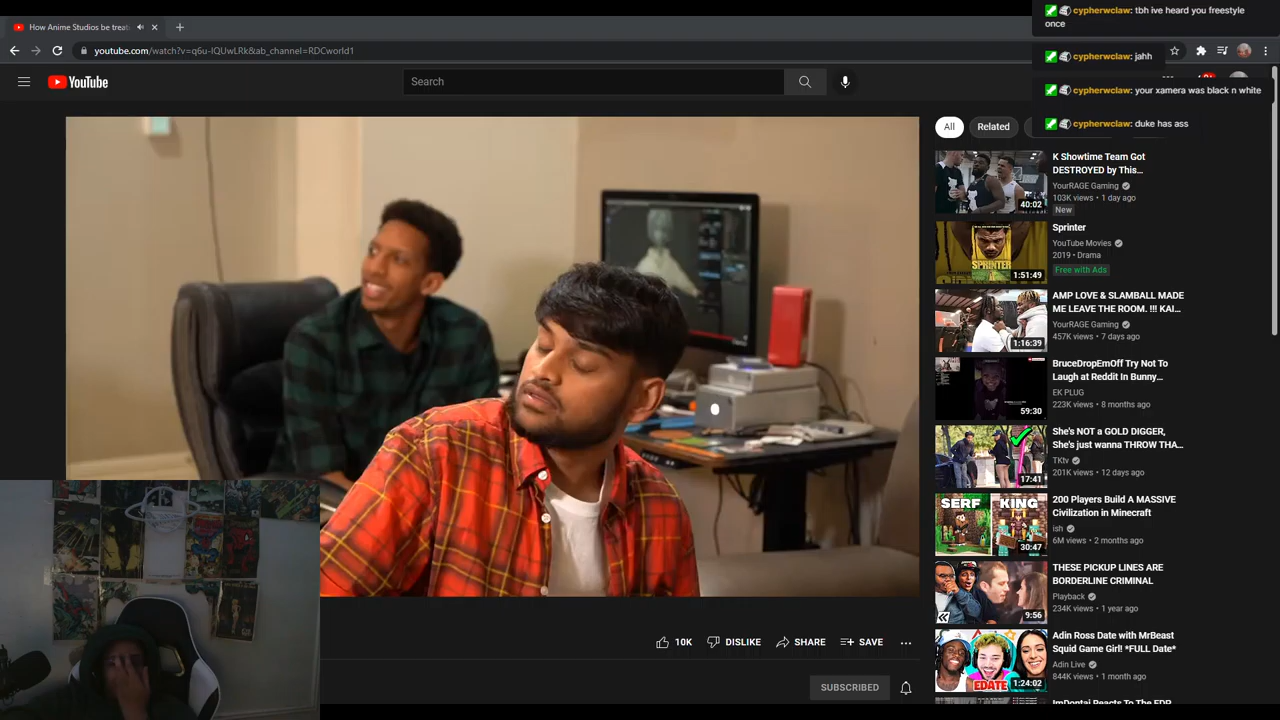 How Anime Studios be treat
youtube.com/watch?v=q6u-IQUwLRk&ab_channel=RDCworld1
cypherwclaw: tbh ive heard you freestyle
once
cypherwclaw: jahh
cypherwclaw: your xamera was black n white
cypherwclaw: duke has ass
YouTube
Search
All
Related
K Showtime Team Got
DESTROYED by This...
YourRAGE Gaming
103K views • 1 day ago
New
40:02
Sprinter
YouTube Movies
2019 • Drama
Free with Ads
SPRINTER
1:51:49
AMP LOVE & SLAMBALL MADE
ME LEAVE THE ROOM. !!! KAI...
YourRAGE Gaming
457K views • 7 days ago
1:16:39
BruceDropEmOff Try Not To
Laugh at Reddit In Bunny...
EK PLUG
223K views • 8 months ago
59:30
She's NOT a GOLD DIGGER,
She's just wanna THROW THA...
TKtv
201K views • 12 days ago
17:41
200 Players Build A MASSIVE
Civilization in Minecraft
ish
6M views • 2 months ago
SERF KING
30:47
THESE PICKUP LINES ARE
BORDERLINE CRIMINAL
Playback
234K views • 1 year ago
9:56
Adin Ross Date with MrBeast
Squid Game Girl! *FULL Date*
Adin Live
844K views • 1 month ago
EDATE
1:24:02
ImDontai Reacts To The FDP
10K
DISLIKE
SHARE
SAVE
SUBSCRIBED